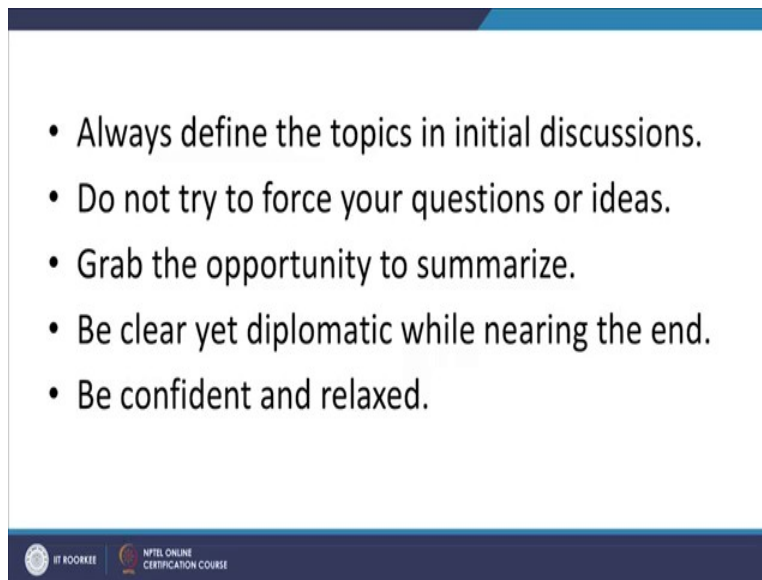 • Always define the topics in initial discussions.
• Do not try to force your questions or ideas.
• Grab the opportunity to summarize.
• Be clear yet diplomatic while nearing the end.
• Be confident and relaxed.
IIT ROORKEE
NPTEL ONLINE
CERTIFICATION COURSE